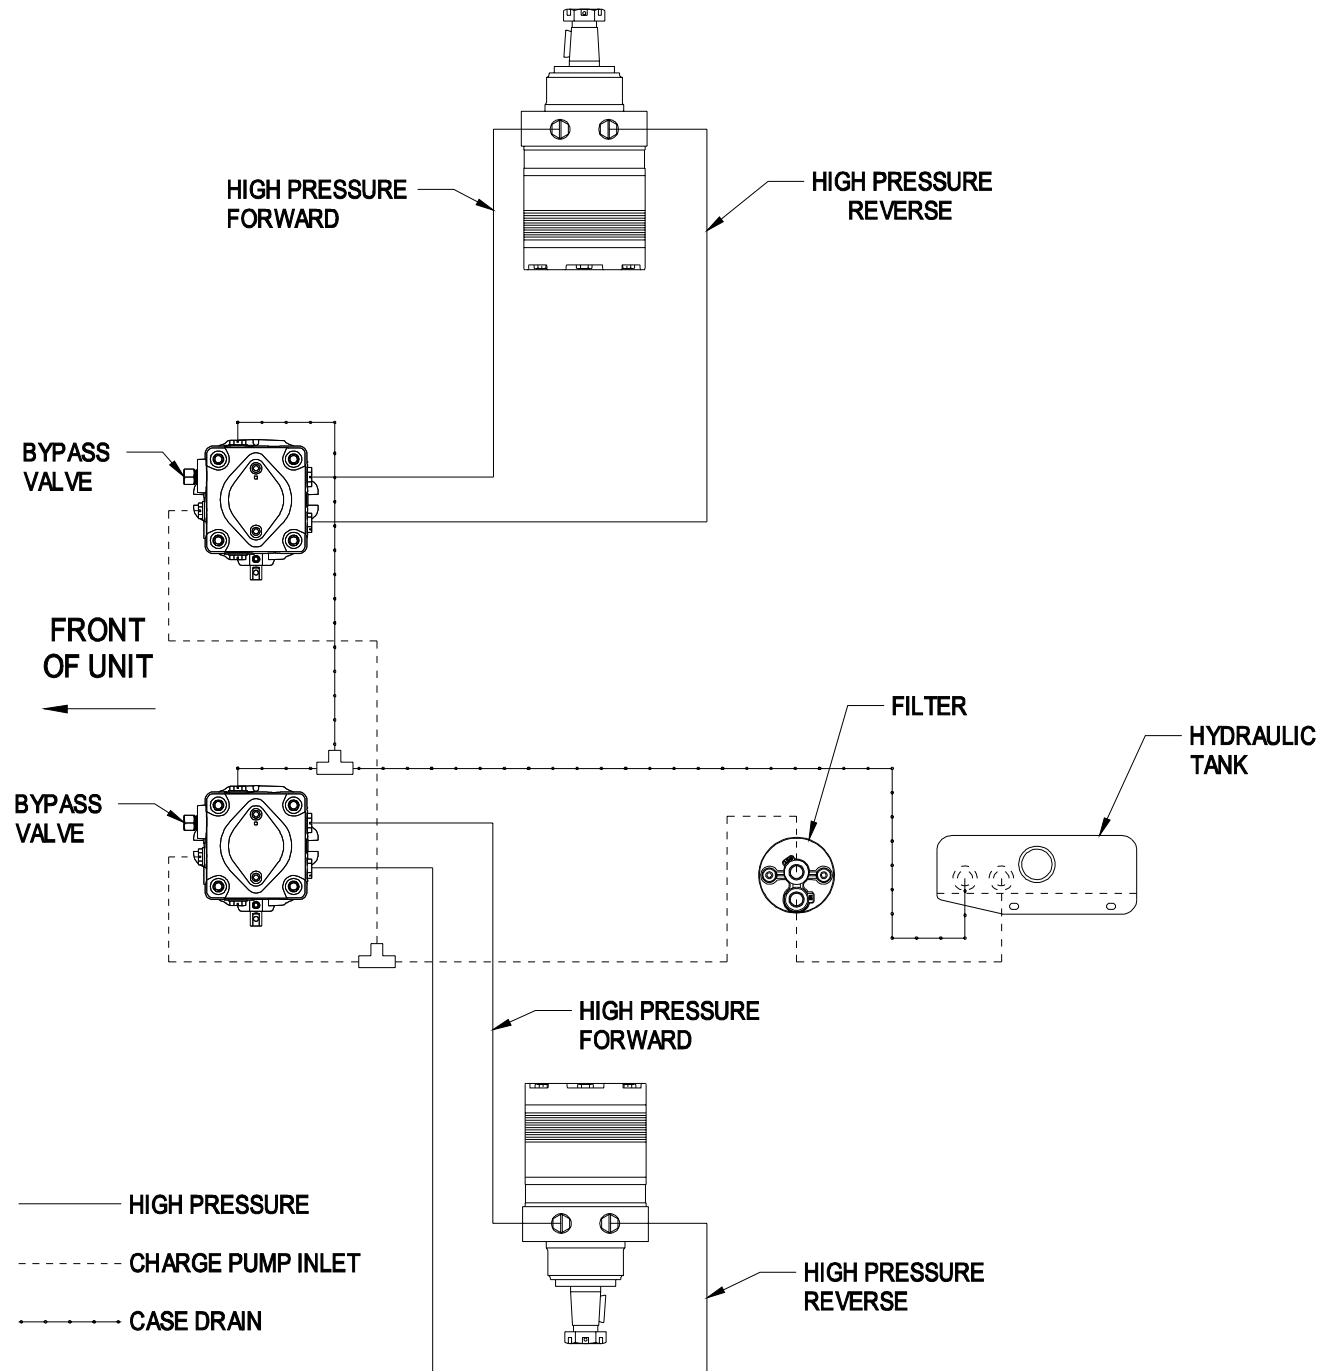 HIGH PRESSURE
FORWARD
HIGH PRESSURE
REVERSE
BYPASS
VALVE
FRONT
OF UNIT
FILTER
HYDRAULIC
TANK
BYPASS
VALVE
HIGH PRESSURE
FORWARD
HIGH PRESSURE
CHARGE PUMP INLET
CASE DRAIN
HIGH PRESSURE
REVERSE